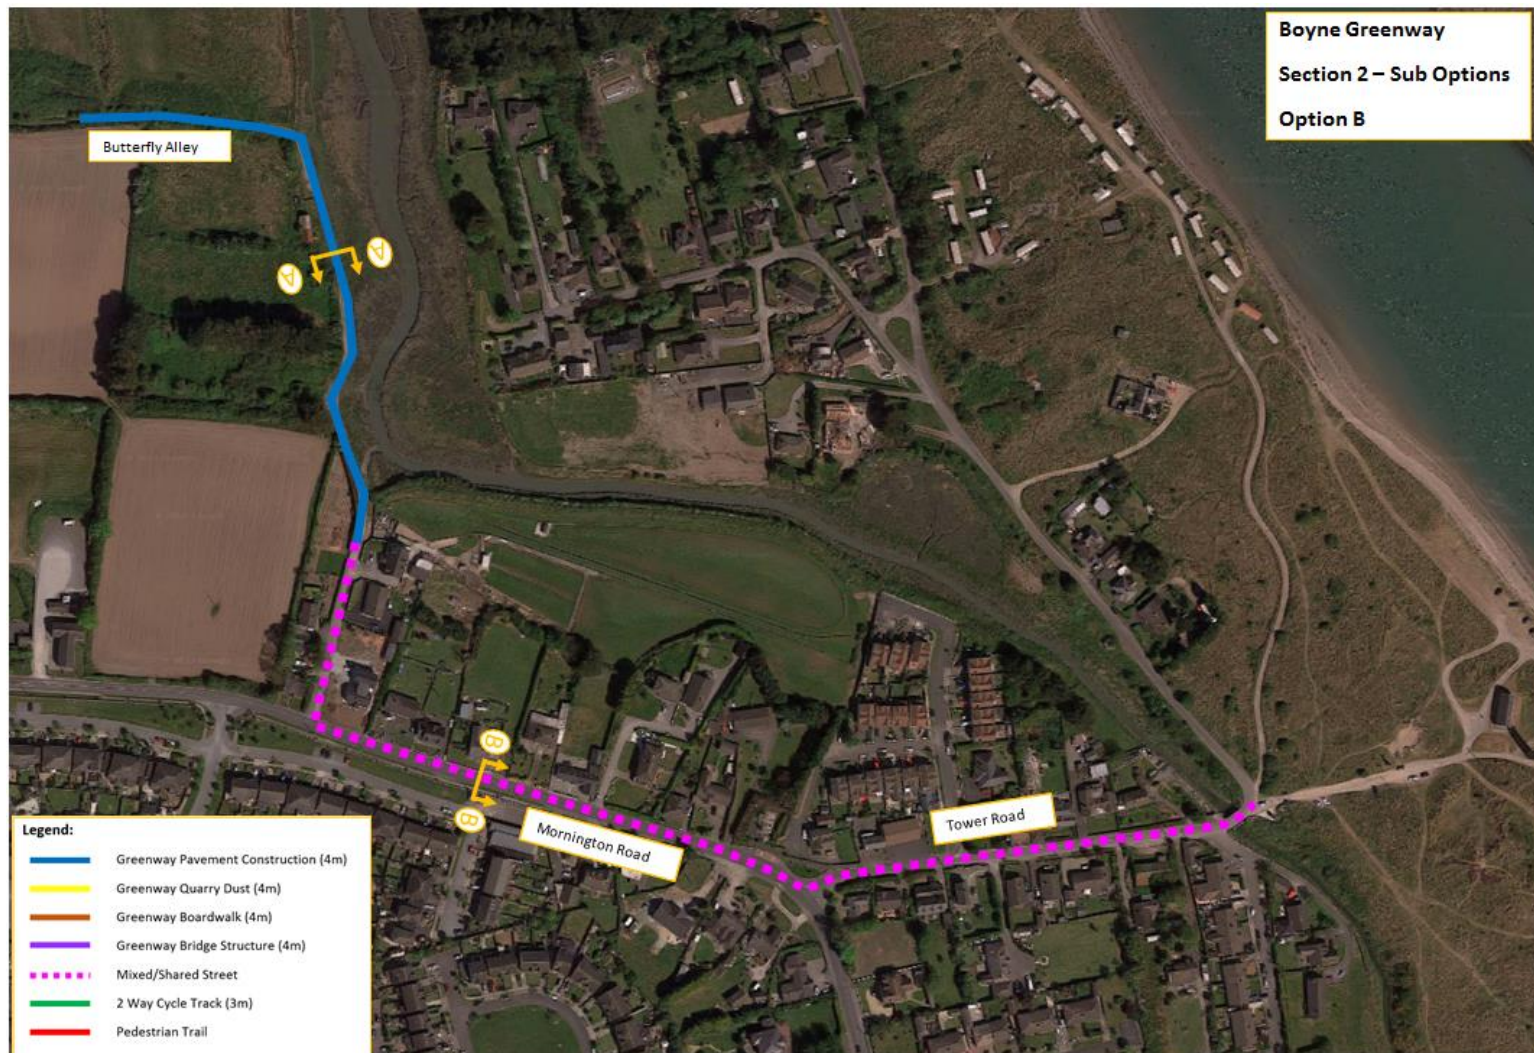 Boyne Greenway
Section 2 – Sub Options
Option B
Butterfly Alley
A
A
B
B
Mornington Road
Tower Road
Legend:
Greenway Pavement Construction (4m)
Greenway Quarry Dust (4m)
Greenway Boardwalk (4m)
Greenway Bridge Structure (4m)
Mixed/Shared Street
2 Way Cycle Track (3m)
Pedestrian Trail